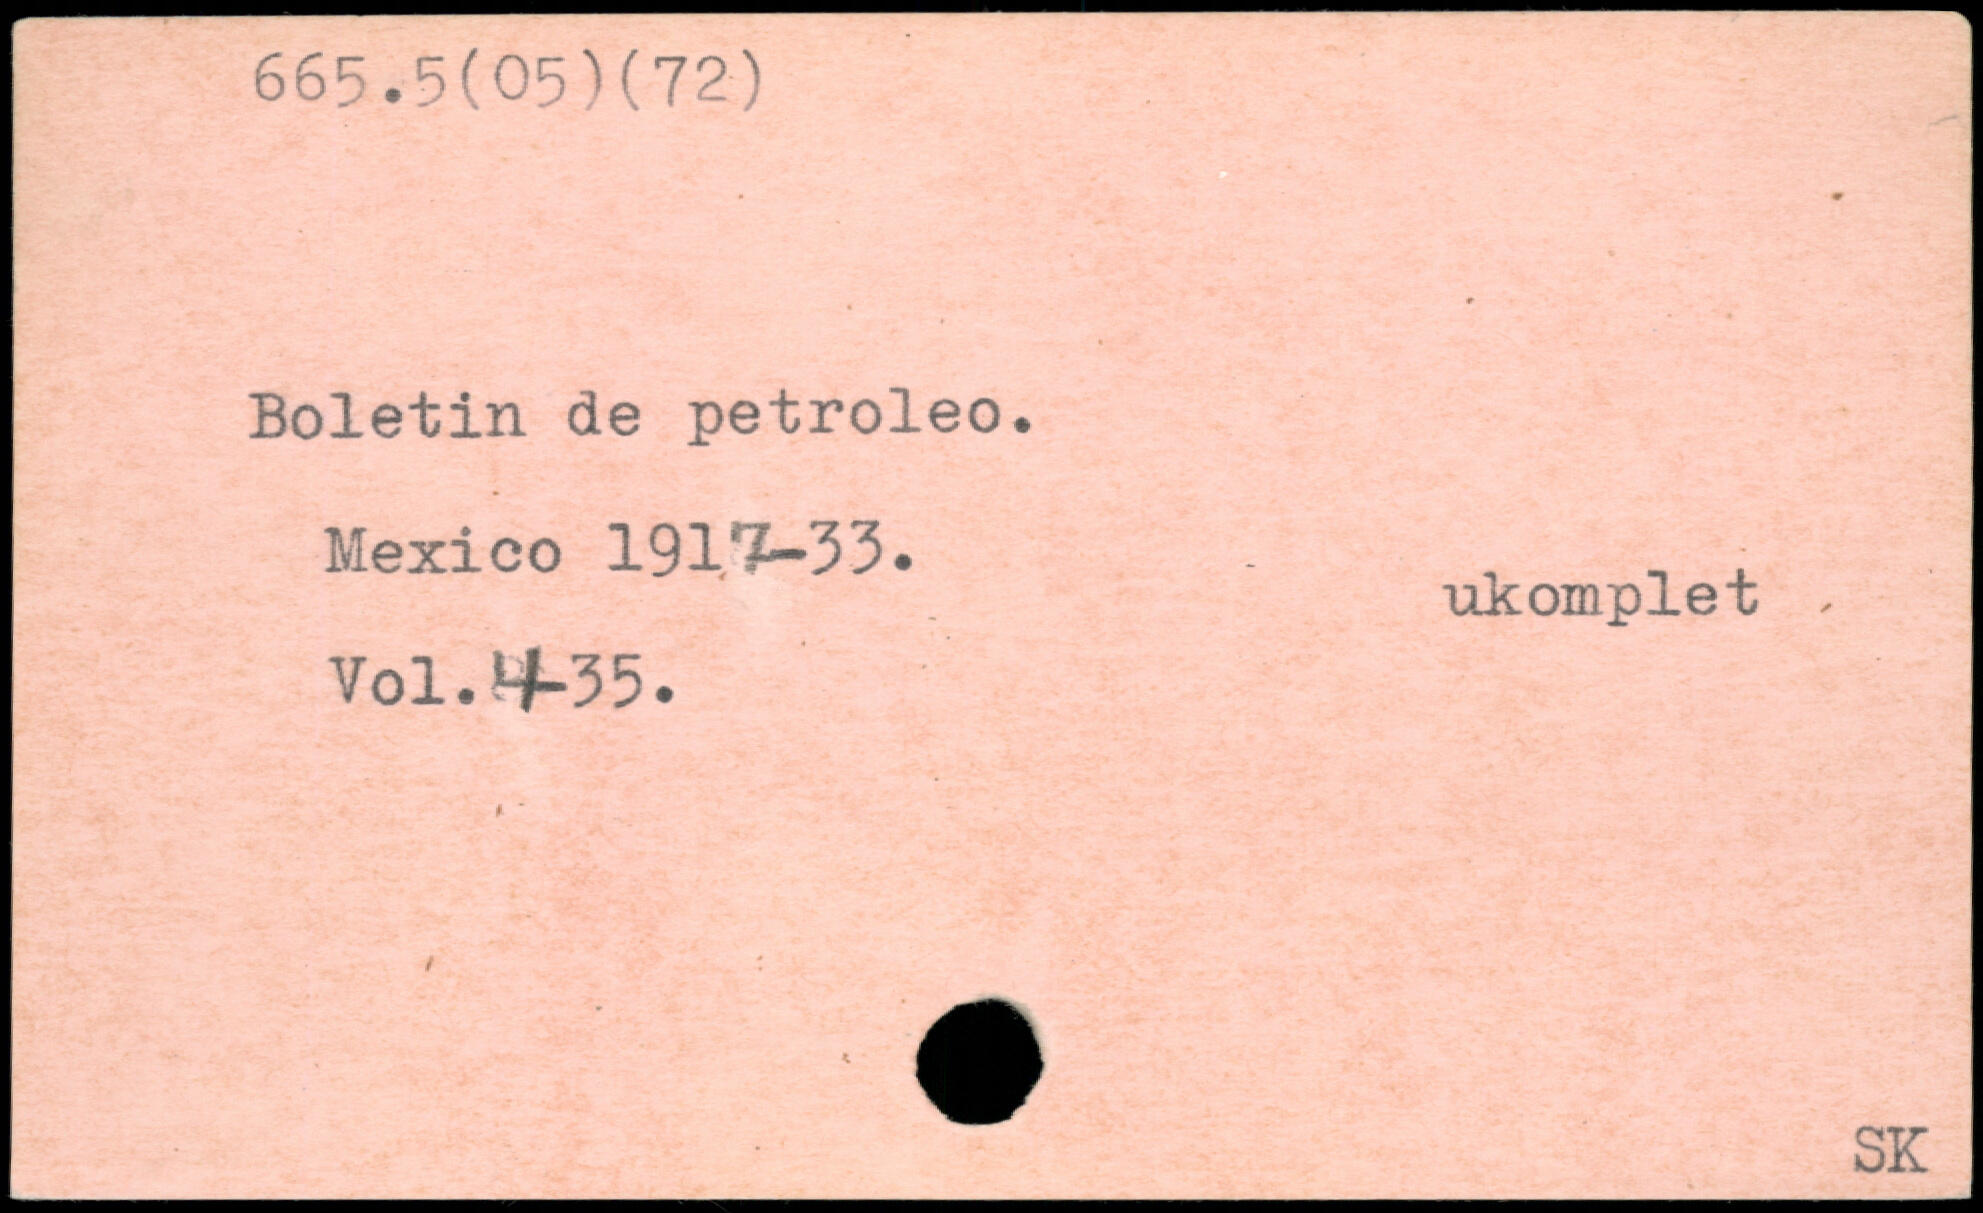 665.5(05)(72)
Boletin de petroleo.
Mexico 1917-33.
ukomplet
Vol.4-35.
SK